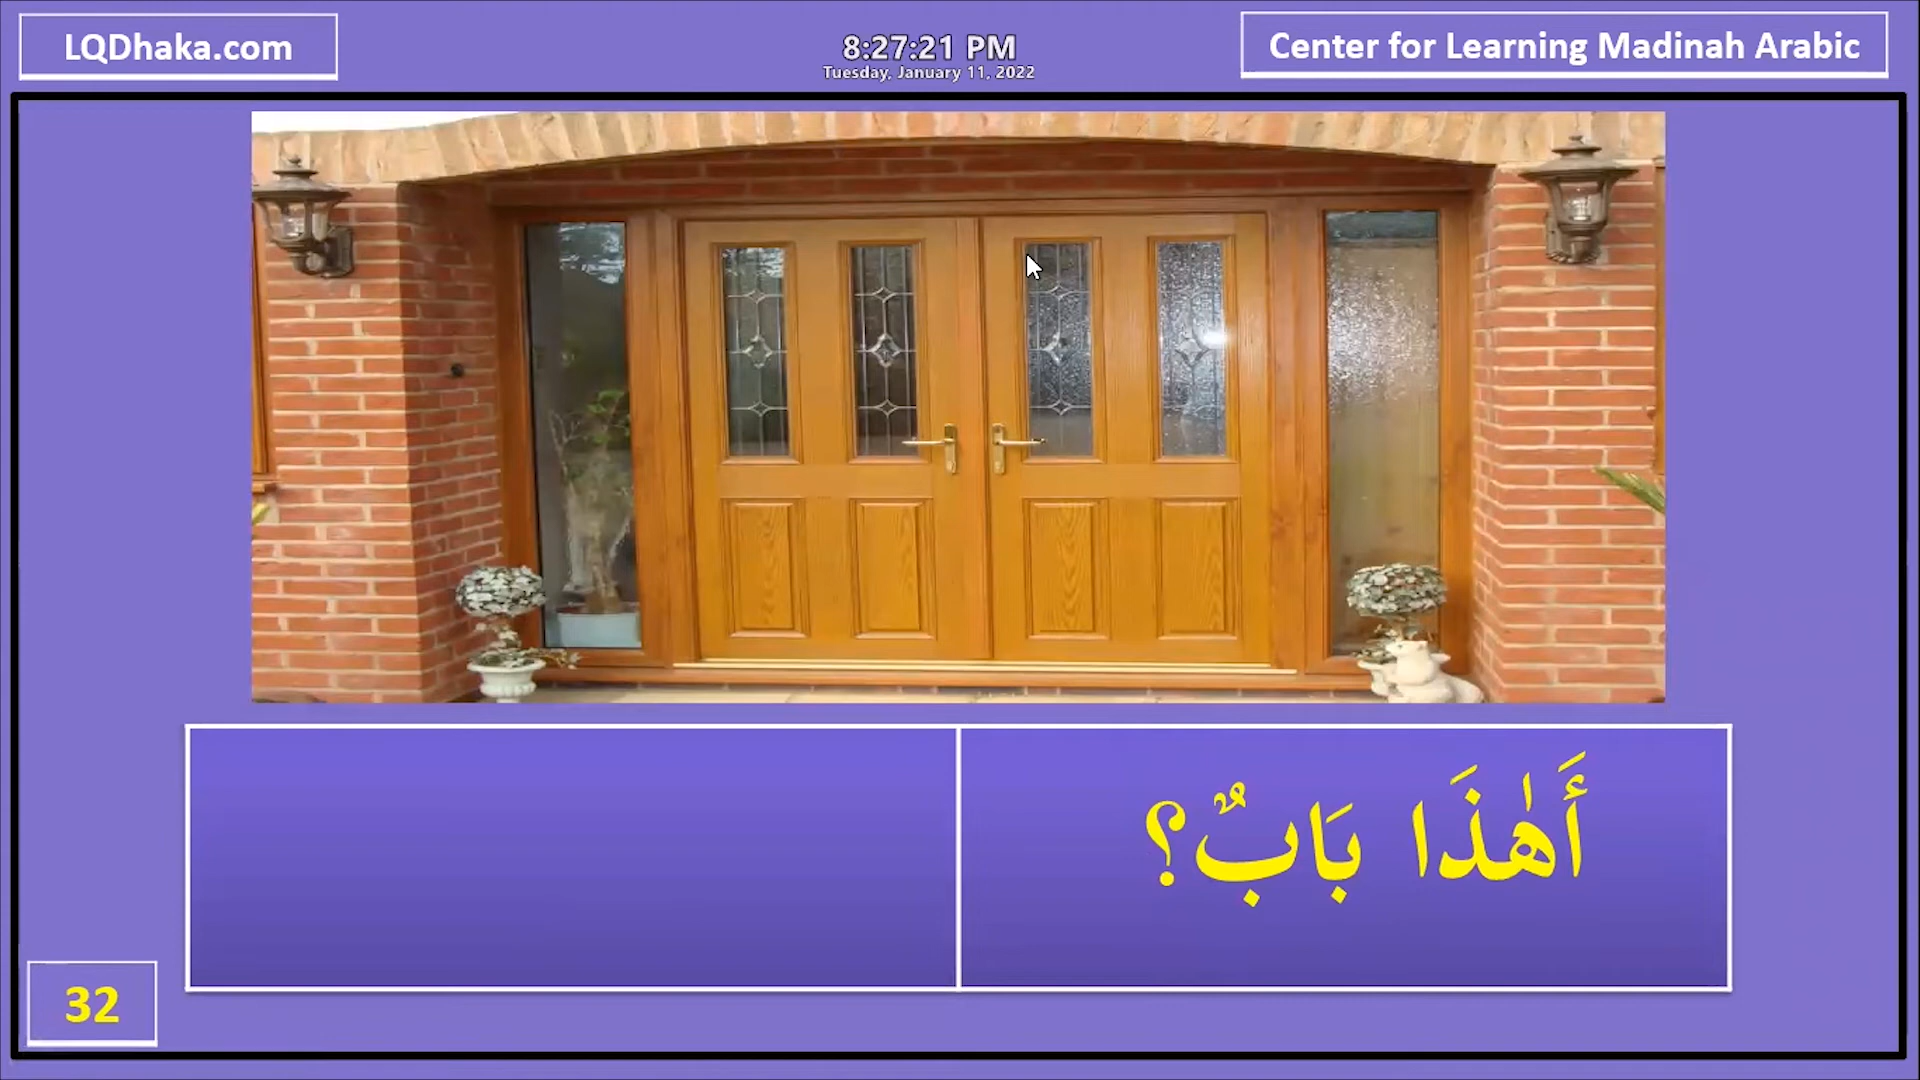 LQDhaka.com
8:27:21 PM
Tuesday, January 11, 2022
Center for Learning Madinah Arabic
أَهٰذَا بَابٌ؟
32